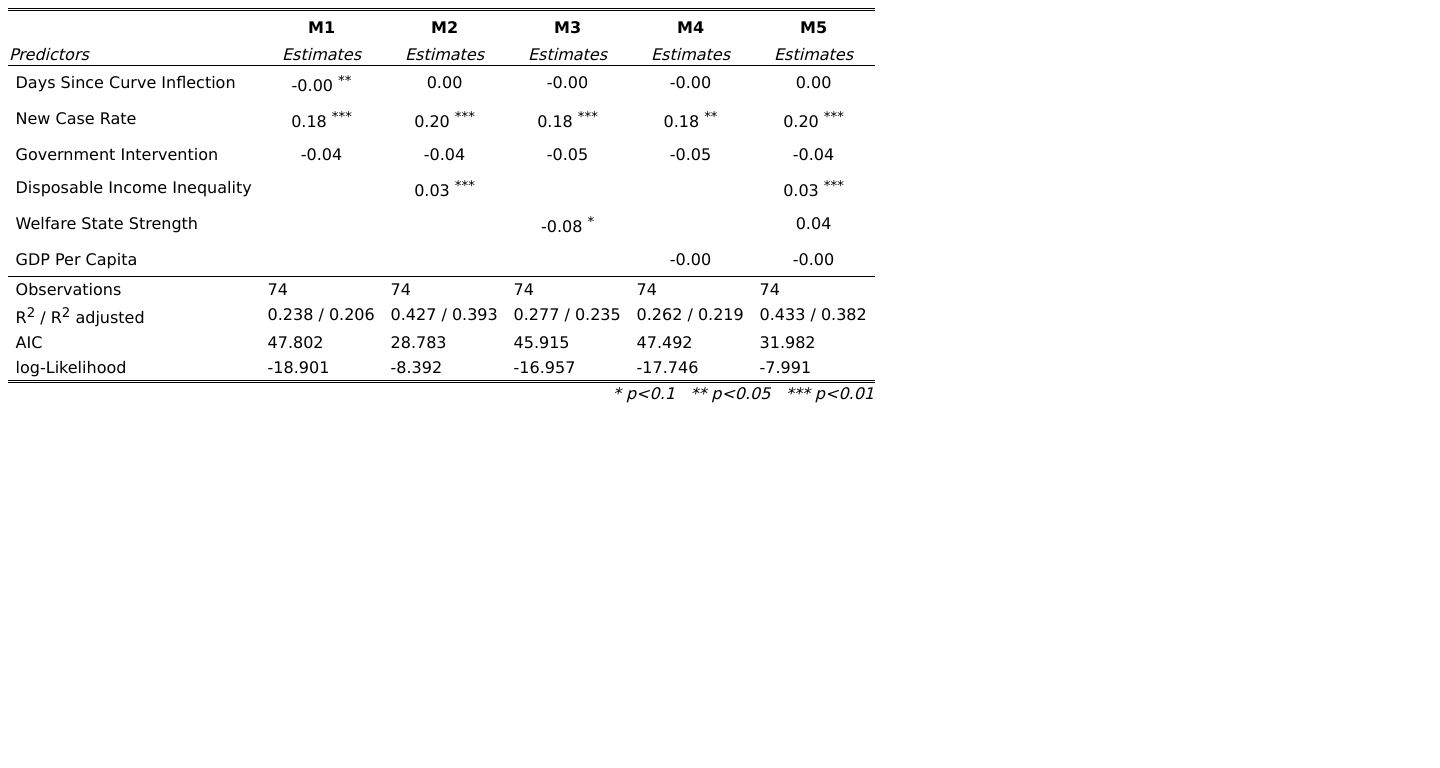 M1 M2 M3 M4 M5
Predictors Estimates Estimates Estimates Estimates Estimates
Days Since Curve Inflection -0.00 ** 0.00 -0.00 -0.00 0.00
New Case Rate 0.18 *** 0.20 *** 0.18 *** 0.18 ** 0.20 ***
Government Intervention -0.04 -0.04 -0.05 -0.05 -0.04
Disposable Income Inequality 0.03 *** 0.03 ***
Welfare State Strength -0.08 * 0.04
GDP Per Capita -0.00 -0.00
Observations 74 74 74 74 74
R2 / R2 adjusted 0.238 / 0.206 0.427 / 0.393 0.277 / 0.235 0.262 / 0.219 0.433 / 0.382
AIC 47.802 28.783 45.915 47.492 31.982
log-Likelihood -18.901 -8.392 -16.957 -17.746 -7.991
* p<0.1 ** p<0.05 *** p<0.01